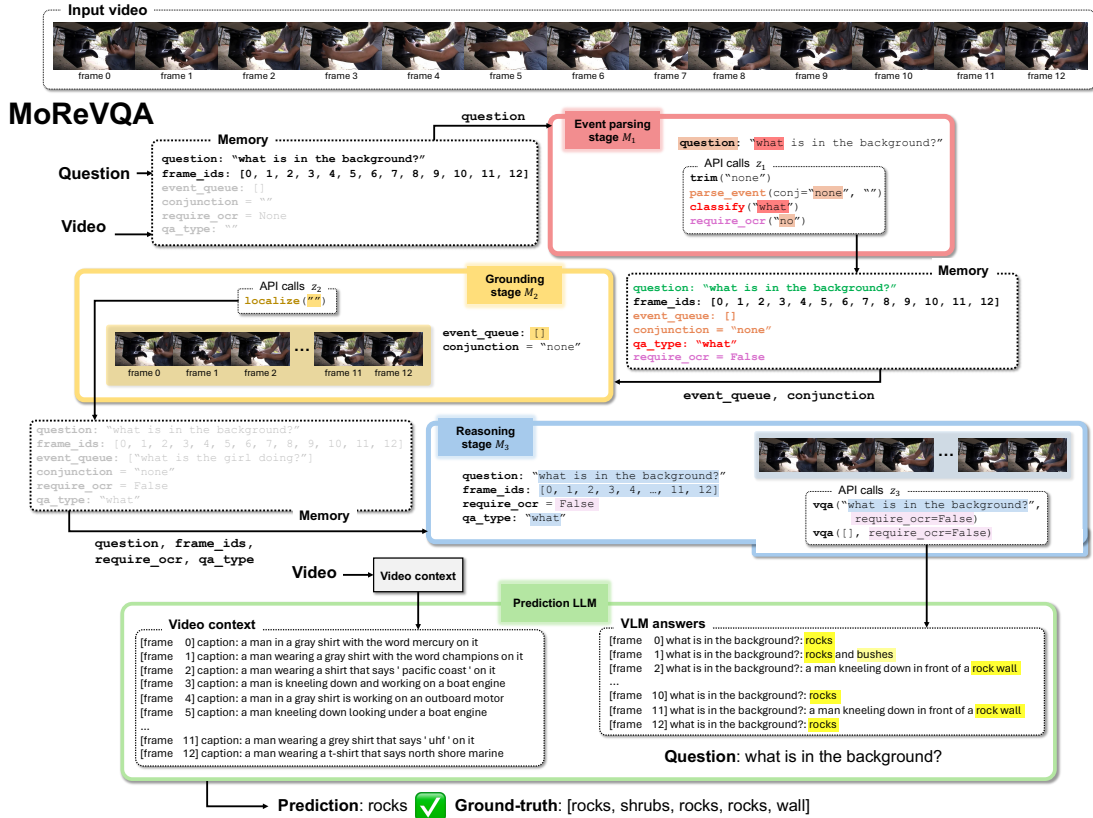 Input video
frame 0
frame 1
frame 2
frame 3
frame 4
frame 5
frame 6
frame 7
frame 8
frame 9
frame 10
frame 11
frame 12
MoReVQA
Question
Video
Memory
question: “what is in the background?”
frame_ids: [0, 1, 2, 3, 4, 5, 6, 7, 8, 9, 10, 11, 12]
event_queue: []
conjunction = “”
require_ocr = None
qa_type: “”
question
Event parsing
stage M₁
question: “what is in the background?”
API calls z₁
trim(“none”)
parse_event(conj=“none”, “”)
classify(“what”)
require_ocr(“no”)
Memory
question: “what is in the background?”
frame_ids: [0, 1, 2, 3, 4, 5, 6, 7, 8, 9, 10, 11, 12]
event_queue: []
conjunction = “none”
qa_type: “what”
require_ocr = False
event_queue, conjunction
Grounding
stage M₂
API calls z₂
localize(“”)
event_queue: []
conjunction = “none”
frame 0
frame 1
frame 2
...
frame 11
frame 12
question: “what is in the background?”
frame_ids: [0, 1, 2, 3, 4, 5, 6, 7, 8, 9, 10, 11, 12]
event_queue: [“what is the girl doing?”]
conjunction = “none”
require_ocr = False
qa_type: “what”
Memory
question, frame_ids,
require_ocr, qa_type
Reasoning
stage M₃
question: “what is in the background?”
frame_ids: [0, 1, 2, 3, 4, …, 11, 12]
require_ocr = False
qa_type: “what”
...
API calls z₃
vqa(“what is in the background?”,
require_ocr=False)
vqa([], require_ocr=False)
Video
Video context
Prediction LLM
Video context
[frame 0] caption: a man in a gray shirt with the word mercury on it
[frame 1] caption: a man wearing a gray shirt with the word champions on it
[frame 2] caption: a man wearing a shirt that says ' pacific coast ' on it
[frame 3] caption: a man is kneeling down and working on a boat engine
[frame 4] caption: a man in a gray shirt is working on an outboard motor
[frame 5] caption: a man kneeling down looking under a boat engine
...
[frame 11] caption: a man wearing a grey shirt that says ' uhf ' on it
[frame 12] caption: a man wearing a t-shirt that says north shore marine
VLM answers
[frame 0] what is in the background?: rocks
[frame 1] what is in the background?: rocks and bushes
[frame 2] what is in the background?: a man kneeling down in front of a rock wall
...
[frame 10] what is in the background?: rocks
[frame 11] what is in the background?: a man kneeling down in front of a rock wall
[frame 12] what is in the background?: rocks
Question: what is in the background?
Prediction: rocks ✅ Ground-truth: [rocks, shrubs, rocks, rocks, wall]